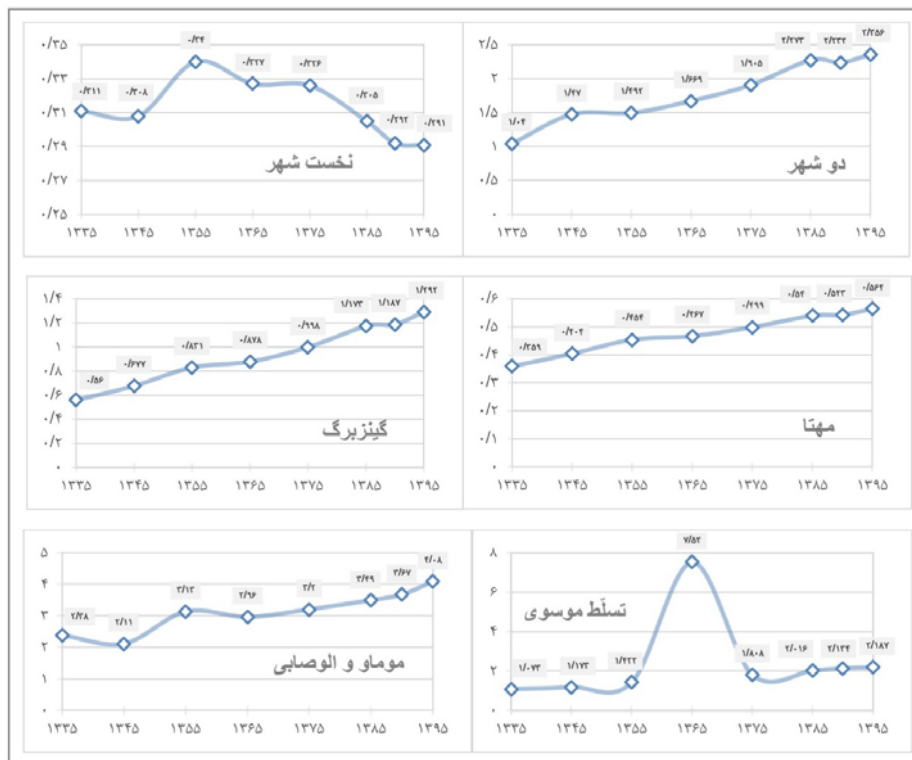 نخست شهر
۰/۳۵
۰/۳۳
۰/۳۱
۰/۲۹
۰/۲۷
۰/۲۵
۰/۳۱۱ ۰/۳۰۸ ۰/۳۴ ۰/۳۲۷ ۰/۳۲۶ ۰/۳۰۵ ۰/۲۹۲ ۰/۲۹۱
۱۳۳۵ ۱۳۴۵ ۱۳۵۵ ۱۳۶۵ ۱۳۷۵ ۱۳۸۵ ۱۳۹۵
دو شهر
۲/۵
۲
۱/۵
۱
۰/۵
۰
۱/۰۴ ۱/۴۷ ۱/۴۹۲ ۱/۶۶۹ ۱/۹۰۵ ۲/۲۷۳ ۲/۲۳۲ ۲/۳۵۶
۱۳۳۵ ۱۳۴۵ ۱۳۵۵ ۱۳۶۵ ۱۳۷۵ ۱۳۸۵ ۱۳۹۵
گینزبرگ
۱/۴
۱/۲
۱
۰/۸
۰/۶
۰/۴
۰/۲
۰
۰/۵۶ ۰/۶۷۷ ۰/۸۳۱ ۰/۸۷۸ ۰/۹۹۸ ۱/۱۷۳ ۱/۱۸۷ ۱/۲۹۲
۱۳۳۵ ۱۳۴۵ ۱۳۵۵ ۱۳۶۵ ۱۳۷۵ ۱۳۸۵ ۱۳۹۵
مهتا
۰/۶
۰/۵
۰/۴
۰/۳
۰/۲
۰/۱
۰
۰/۳۵۹ ۰/۴۰۴ ۰/۴۵۴ ۰/۴۶۷ ۰/۴۹۹ ۰/۵۴ ۰/۵۴۳ ۰/۵۶۴
۱۳۳۵ ۱۳۴۵ ۱۳۵۵ ۱۳۶۵ ۱۳۷۵ ۱۳۸۵ ۱۳۹۵
موماو و الوصابی
۵
۴
۳
۲
۱
۰
۲/۳۸ ۲/۱۱ ۳/۱۳ ۲/۹۶ ۳/۲ ۳/۴۹ ۳/۶۷ ۴/۰۸
۱۳۳۵ ۱۳۴۵ ۱۳۵۵ ۱۳۶۵ ۱۳۷۵ ۱۳۸۵ ۱۳۹۵
تسلّط موسوی
۸
۶
۴
۲
۰
۱/۰۷۳ ۱/۱۷۳ ۱/۴۲۲ ۷/۵۲ ۱/۸۰۸ ۲/۰۱۶ ۲/۱۳۴ ۲/۱۸۷
۱۳۳۵ ۱۳۴۵ ۱۳۵۵ ۱۳۶۵ ۱۳۷۵ ۱۳۸۵ ۱۳۹۵